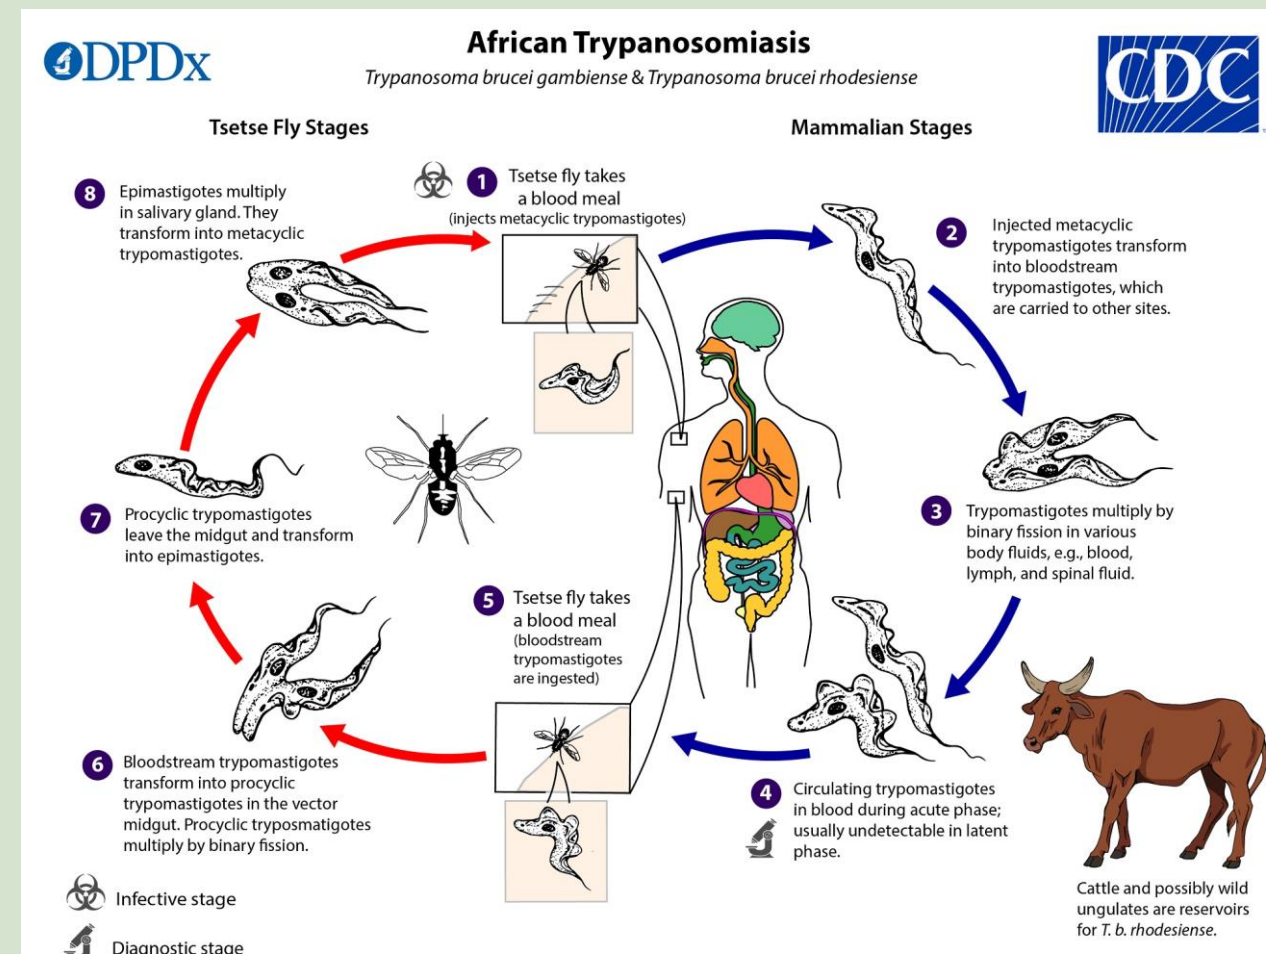 DPDx
African Trypanosomiasis
Trypanosoma brucei gambiense & Trypanosoma brucei rhodesiense
CDC
Tsetse Fly Stages
Mammalian Stages
1
Tsetse fly takes
a blood meal
(injects metacyclic trypomastigotes)
2
Injected metacyclic
trypomastigotes transform
into bloodstream
trypomastigotes, which
are carried to other sites.
3
Trypomastigotes multiply by
binary fission in various
body fluids, e.g., blood,
lymph, and spinal fluid.
4
Circulating trypomastigotes
in blood during acute phase;
usually undetectable in latent
phase.
5
Tsetse fly takes
a blood meal
(bloodstream
trypomastigotes
are ingested)
6
Bloodstream trypomastigotes
transform into procyclic
trypomastigotes in the vector
midgut. Procyclic tryposmatigotes
multiply by binary fission.
7
Procyclic trypomastigotes
leave the midgut and transform
into epimastigotes.
8
Epimastigotes multiply
in salivary gland. They
transform into metacyclic
trypomastigotes.
Cattle and possibly wild
ungulates are reservoirs
for T. b. rhodesiense.
Infective stage
Diagnostic stage